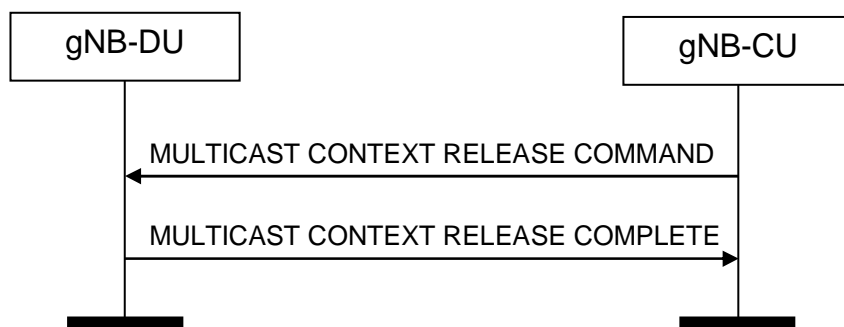 gNB-DU
gNB-CU
MULTICAST CONTEXT RELEASE COMMAND
MULTICAST CONTEXT RELEASE COMPLETE